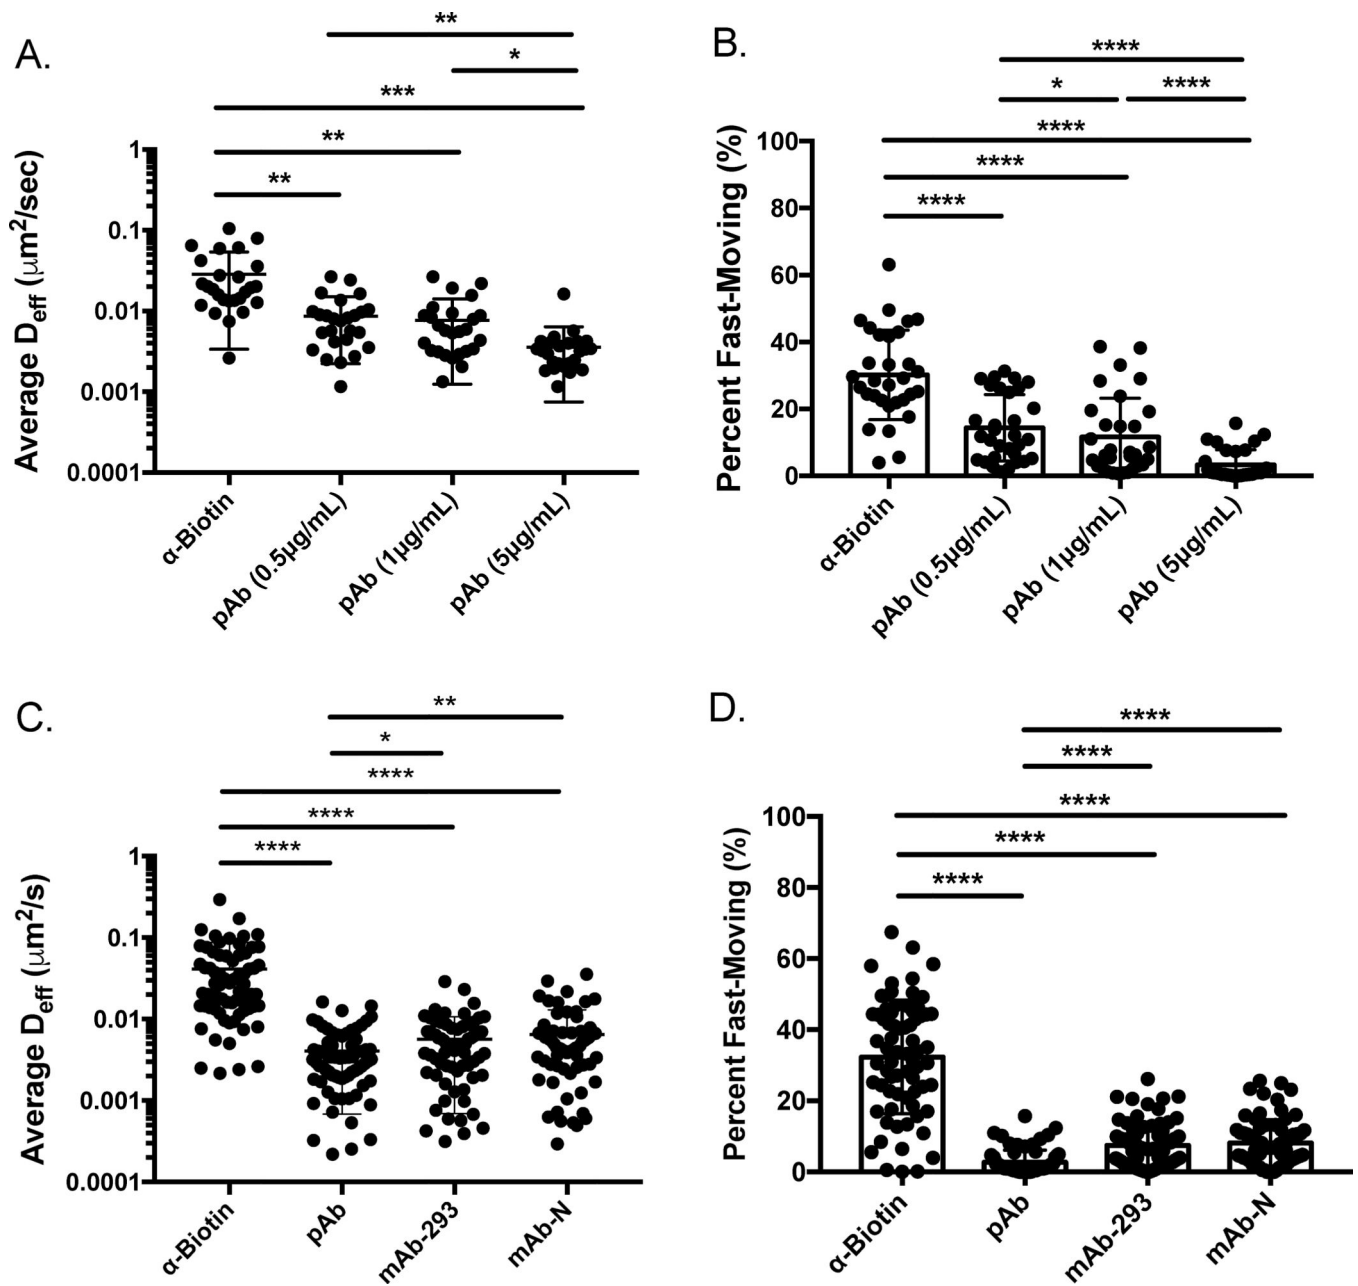 A.
**
*
***
**
**
Average Deff (μm2/sec)
1
0.1
0.01
0.001
0.0001
α-Biotin
pAb (0.5μg/mL)
pAb (1μg/mL)
pAb (5μg/mL)
B.
****
* ****
****
****
****
Percent Fast-Moving (%)
100
80
60
40
20
0
α-Biotin
pAb (0.5μg/mL)
pAb (1μg/mL)
pAb (5μg/mL)
C.
**
*
****
****
****
Average Deff (μm2/s)
1
0.1
0.01
0.001
0.0001
α-Biotin
pAb
mAb-293
mAb-N
D.
****
****
****
****
****
Percent Fast-Moving (%)
100
80
60
40
20
0
α-Biotin
pAb
mAb-293
mAb-N